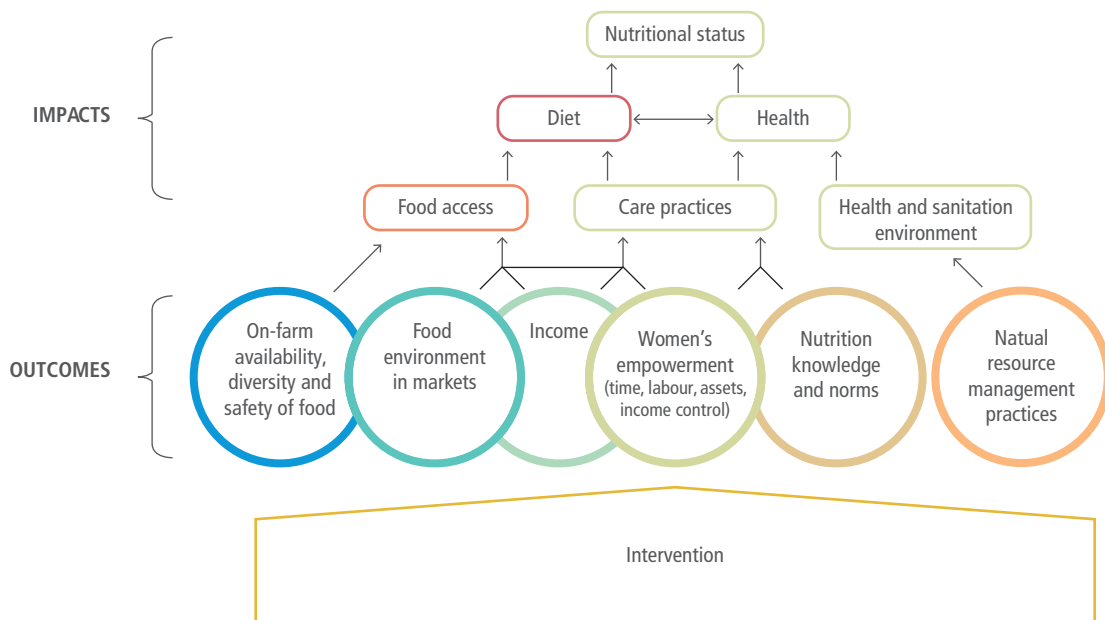 Nutritional status
IMPACTS
Diet
Health
Food access
Care practices
Health and sanitation
environment
OUTCOMES
On-farm
availability,
diversity and
safety of food
Food
environment
in markets
Income
Women's
empowerment
(time, labour, assets,
income control)
Nutrition
knowledge
and norms
Natual
resource
management
practices
Intervention